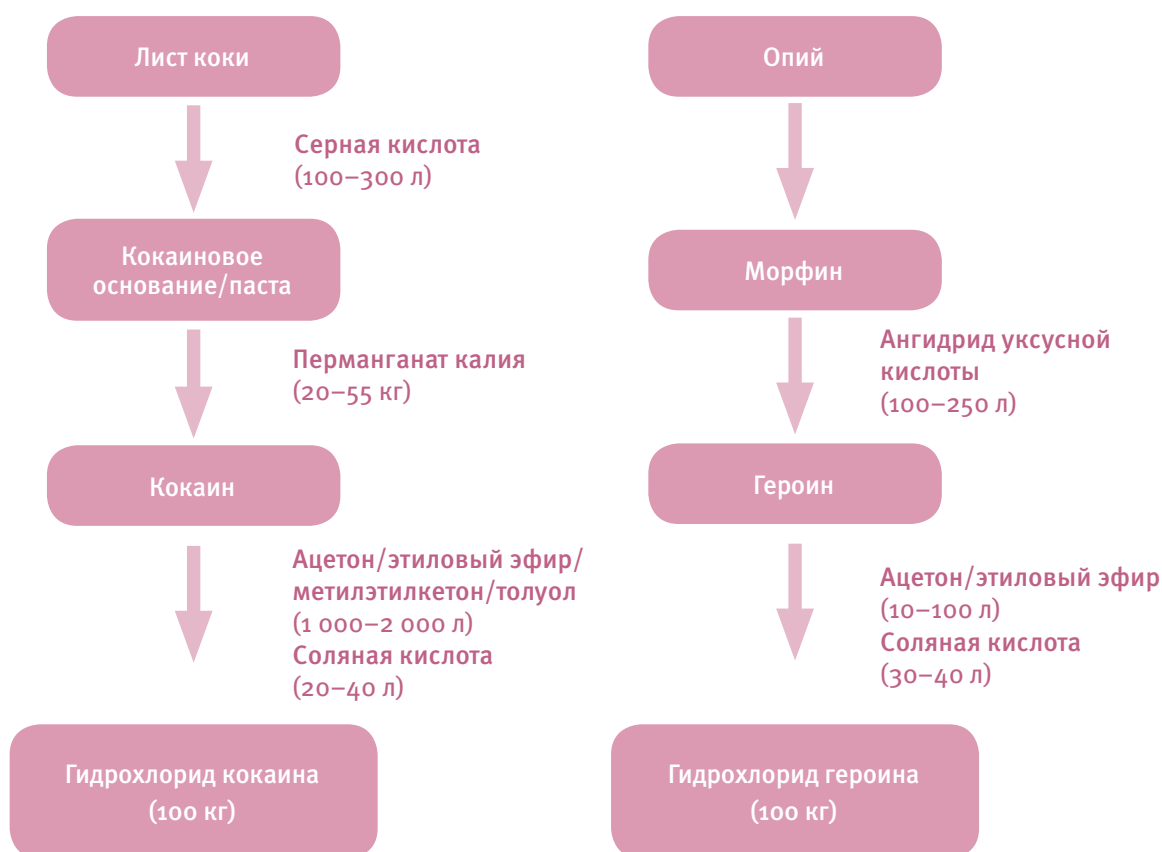 Лист коки
Серная кислота
(100–300 л)
Кокаиновое
основание/паста
Перманганат калия
(20–55 кг)
Кокаин
Ацетон/этиловый эфир/
метилэтилкетон/толуол
(1 000–2 000 л)
Соляная кислота
(20–40 л)
Гидрохлорид кокаина
(100 кг)
Опий
Морфин
Ангидрид уксусной
кислоты
(100–250 л)
Героин
Ацетон/этиловый эфир
(10–100 л)
Соляная кислота
(30–40 л)
Гидрохлорид героина
(100 кг)